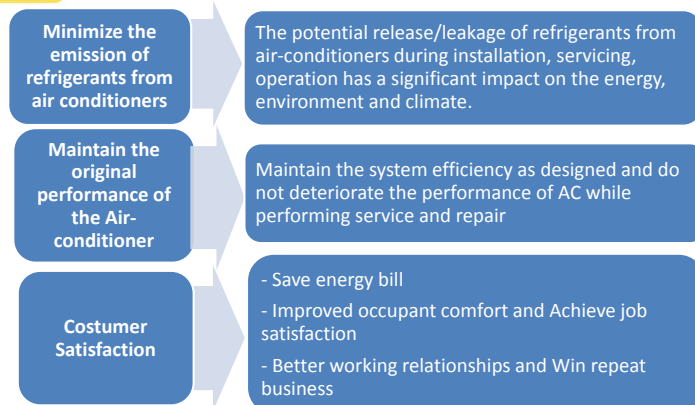 Minimize the
emission of
refrigerants from
air conditioners
The potential release/leakage of refrigerants from
air-conditioners during installation, servicing,
operation has a significant impact on the energy,
environment and climate.
Maintain the
original
performance of
the Air-
conditioner
Maintain the system efficiency as designed and do
not deteriorate the performance of AC while
performing service and repair
Costumer
Satisfaction
- Save energy bill
- Improved occupant comfort and Achieve job
satisfaction
- Better working relationships and Win repeat
business